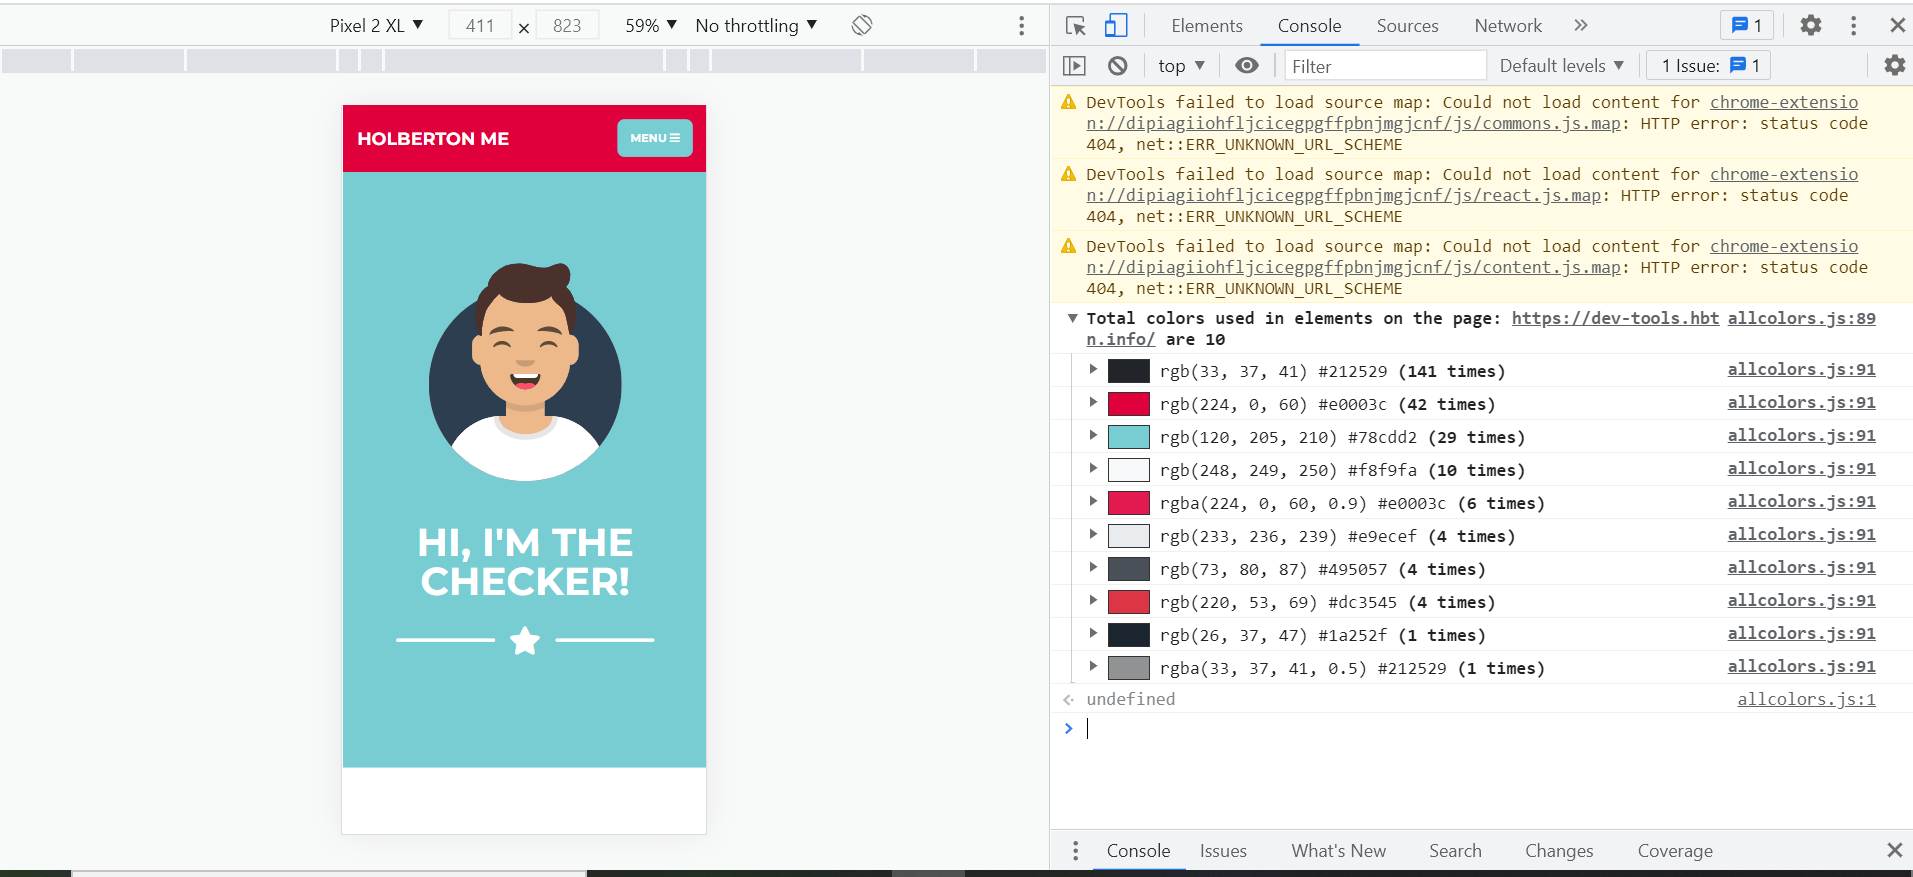 Pixel 2 XL ▼ 411 × 823 59% ▼ No throttling ▼
HOLBERTON ME MENU
HI, I'M THE
CHECKER!
Elements Console Sources Network » 1
top ▼ Filter Default levels ▼ 1 Issue: 1
DevTools failed to load source map: Could not load content for chrome-extensio
n://dipiagiiohfljcicegpgffpbnjmgjcnf/js/commons.js.map: HTTP error: status code
404, net::ERR_UNKNOWN_URL_SCHEME
DevTools failed to load source map: Could not load content for chrome-extensio
n://dipiagiiohfljcicegpgffpbnjmgjcnf/js/react.js.map: HTTP error: status code
404, net::ERR_UNKNOWN_URL_SCHEME
DevTools failed to load source map: Could not load content for chrome-extensio
n://dipiagiiohfljcicegpgffpbnjmgjcnf/js/content.js.map: HTTP error: status code
404, net::ERR_UNKNOWN_URL_SCHEME
Total colors used in elements on the page: https://dev-tools.hbt allcolors.js:89
n.info/ are 10
rgb(33, 37, 41) #212529 (141 times) allcolors.js:91
rgb(224, 0, 60) #e0003c (42 times) allcolors.js:91
rgb(120, 205, 210) #78cdd2 (29 times) allcolors.js:91
rgb(248, 249, 250) #f8f9fa (10 times) allcolors.js:91
rgba(224, 0, 60, 0.9) #e0003c (6 times) allcolors.js:91
rgb(233, 236, 239) #e9ecef (4 times) allcolors.js:91
rgb(73, 80, 87) #495057 (4 times) allcolors.js:91
rgb(220, 53, 69) #dc3545 (4 times) allcolors.js:91
rgb(26, 37, 47) #1a252f (1 times) allcolors.js:91
rgba(33, 37, 41, 0.5) #212529 (1 times) allcolors.js:91
undefined allcolors.js:1
Console Issues What's New Search Changes Coverage